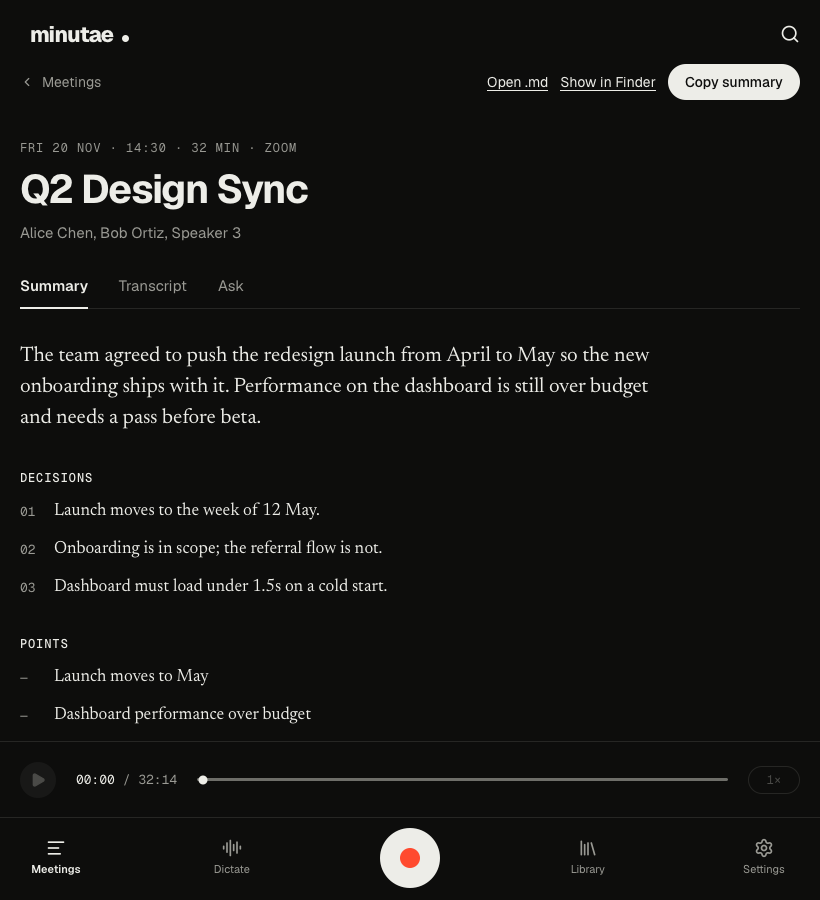 minutae
Meetings
Open .md
Show in Finder
Copy summary
FRI 20 NOV · 14:30 · 32 MIN · ZOOM
Q2 Design Sync
Alice Chen, Bob Ortiz, Speaker 3
Summary
Transcript
Ask
The team agreed to push the redesign launch from April to May so the new
onboarding ships with it. Performance on the dashboard is still over budget
and needs a pass before beta.
DECISIONS
01 Launch moves to the week of 12 May.
02 Onboarding is in scope; the referral flow is not.
03 Dashboard must load under 1.5s on a cold start.
POINTS
– Launch moves to May
– Dashboard performance over budget
00:00 / 32:14
1×
Meetings
Dictate
Library
Settings